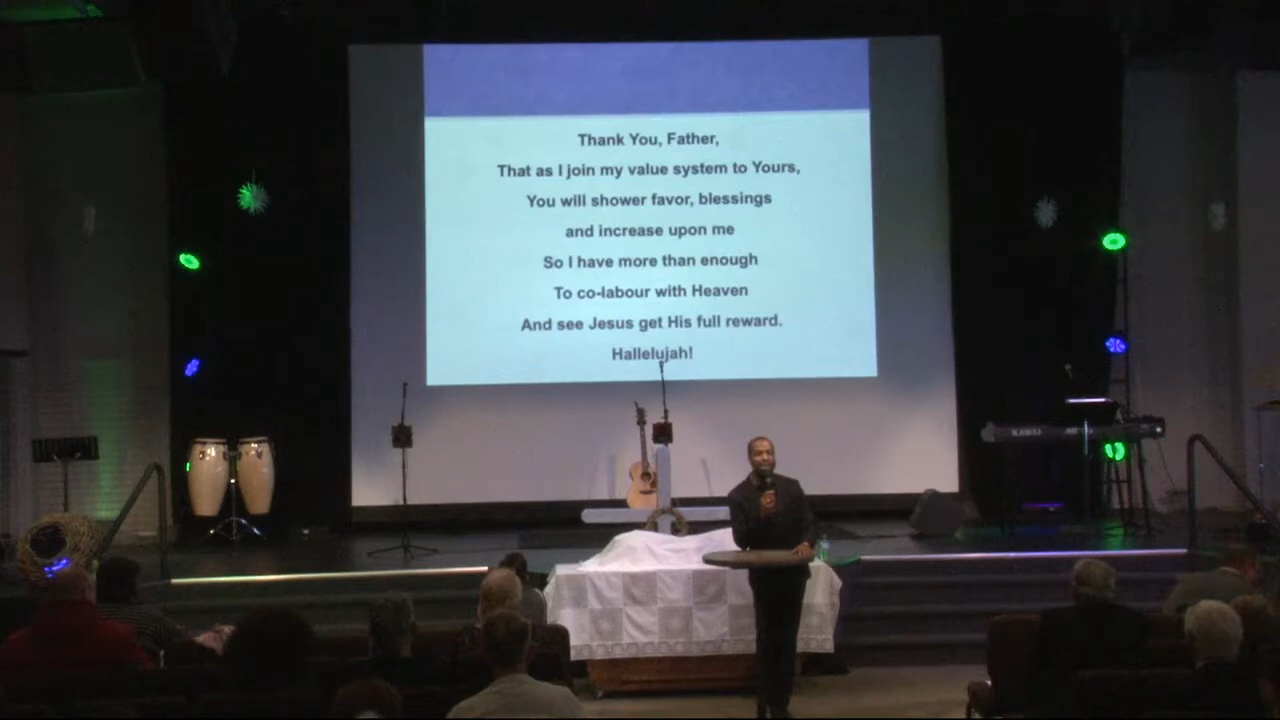 Thank You, Father,
That as I join my value system to Yours,
You will shower favor, blessings
and increase upon me
So I have more than enough
To co-labour with Heaven
And see Jesus get His full reward.
Hallelujah!
KAWAI